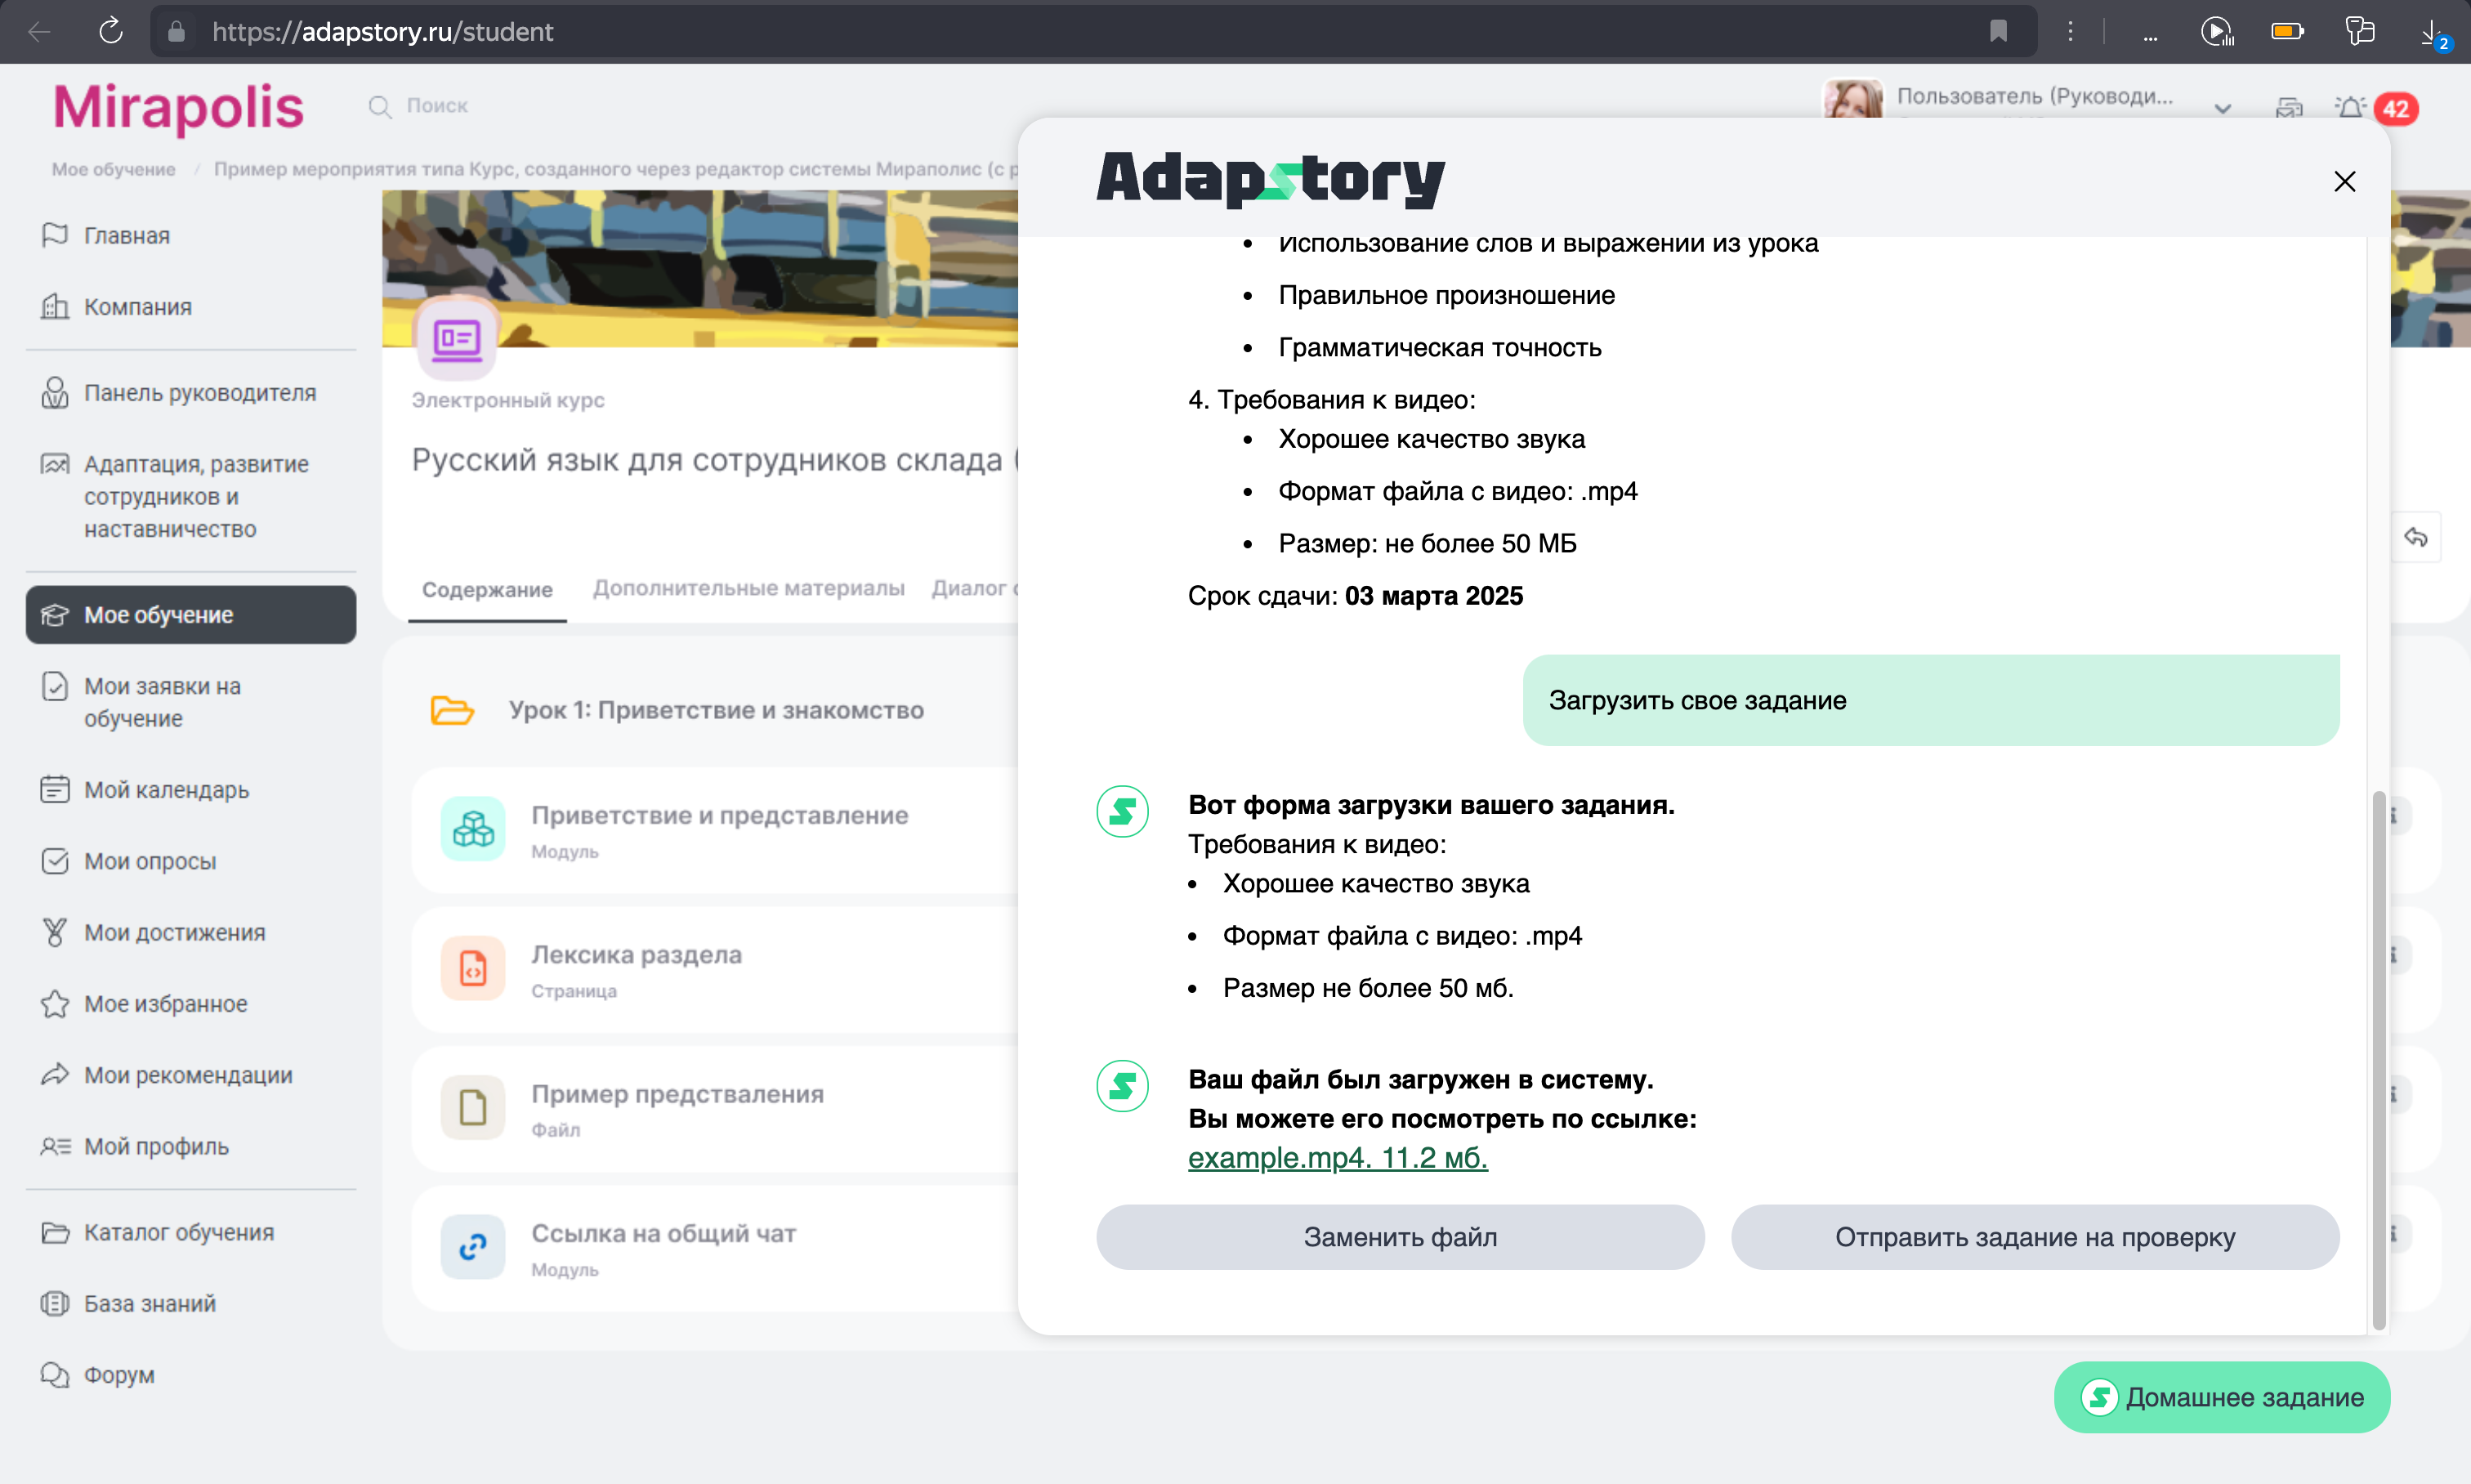 https://adapstory.ru/student
...
2
Mirapolis
Поиск
Пользователь (Руководи...
42
Мое обучение / Пример мероприятия типа Курс, созданного через редактор системы Мираполис (с р
Главная
Компания
Панель руководителя
Адаптация, развитие
сотрудников и
наставничество
Мое обучение
Мои заявки на
обучение
Мой календарь
Мои опросы
Мои достижения
Мое избранное
Мои рекомендации
Мой профиль
Каталог обучения
База знаний
Форум
Электронный курс
Русский язык для сотрудников склада (
Содержание
Дополнительные материалы
Диалог с
Урок 1: Приветствие и знакомство
Приветствие и представление
Модуль
Лексика раздела
Страница
Пример предстваления
Файл
Ссылка на общий чат
Модуль
Adapstory
• Использование слов и выражений из урока
• Правильное произношение
• Грамматическая точность
4. Требования к видео:
• Хорошее качество звука
• Формат файла с видео: .mp4
• Размер: не более 50 МБ
Срок сдачи: 03 марта 2025
Загрузить свое задание
Вот форма загрузки вашего задания.
Требования к видео:
• Хорошее качество звука
• Формат файла с видео: .mp4
• Размер не более 50 мб.
Ваш файл был загружен в систему.
Вы можете его посмотреть по ссылке:
example.mp4. 11.2 мб.
Заменить файл
Отправить задание на проверку
Домашнее задание